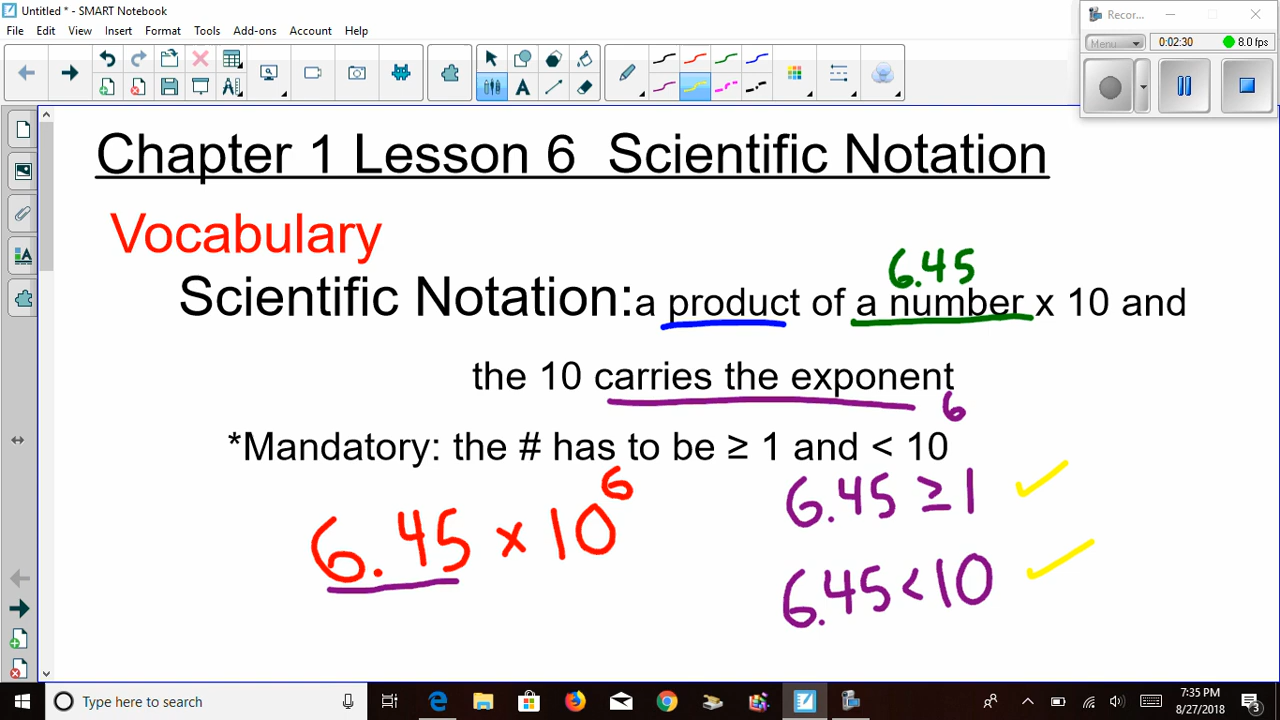 Untitled * - SMART Notebook
Recor...
File Edit View Insert Format Tools Add-ons Account Help
Menu
0:02:30
8.0 fps
Chapter 1 Lesson 6 Scientific Notation
Vocabulary
6.45
Scientific Notation: a product of a number x 10 and
the 10 carries the exponent
6
*Mandatory: the # has to be ≥ 1 and < 10
6.45 x 10⁶
6.45 ≥ 1
6.45 < 10
Type here to search
7:35 PM
8/27/2018
3